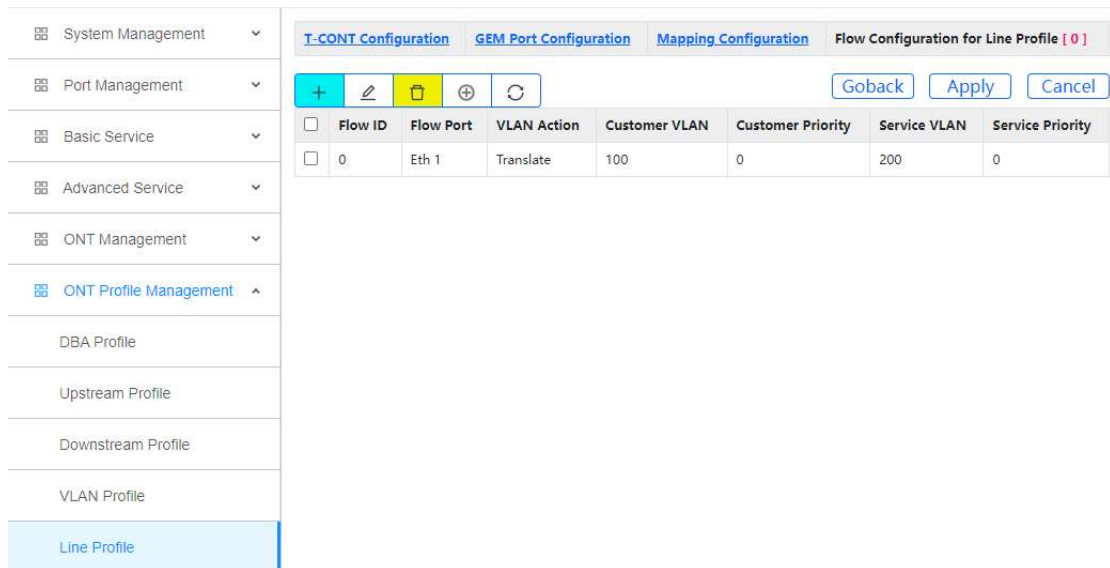 System Management
Port Management
Basic Service
Advanced Service
ONT Management
ONT Profile Management
DBA Profile
Upstream Profile
Downstream Profile
VLAN Profile
Line Profile
T-CONT Configuration GEM Port Configuration Mapping Configuration Flow Configuration for Line Profile [ 0 ]
Goback Apply Cancel
Flow ID Flow Port VLAN Action Customer VLAN Customer Priority Service VLAN Service Priority
0 Eth 1 Translate 100 0 200 0